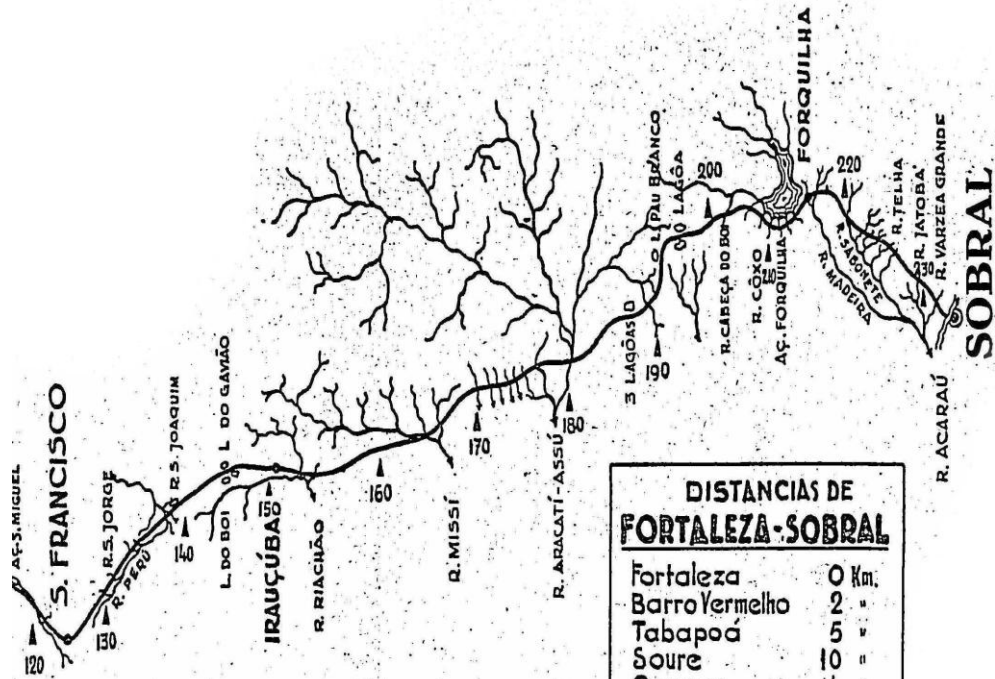 AÇ.S.MIGUEL
120
S. FRANCISCO
130
R.S. JORGE
R. PERÚ
R.S. JOAQUIM
140
L. DO BOI
L DO GAVIÃO
150
IRAUÇÚBA
R. RIACHÃO
160
R. MISSÍ
170
R. ARACATÍ-ASSÚ
180
3 LAGÔAS
190
L. PAU BRANCO
LAGÔA
200
R. CABEÇA DO BOI
R. CÔXO
210
AÇ. FORQUILHA
FORQUILHA
220
R. SABONETE
R. MADEIRA
R. TELHA
R. JATOBÁ
230
R. VARZEA GRANDE
SOBRAL
R. ACARAÚ
DISTANCIAS DE
FORTALEZA-SOBRAL
Fortaleza 0 Km.
Barro Vermelho 2 "
Tabapoá 5 "
Soure 10 "